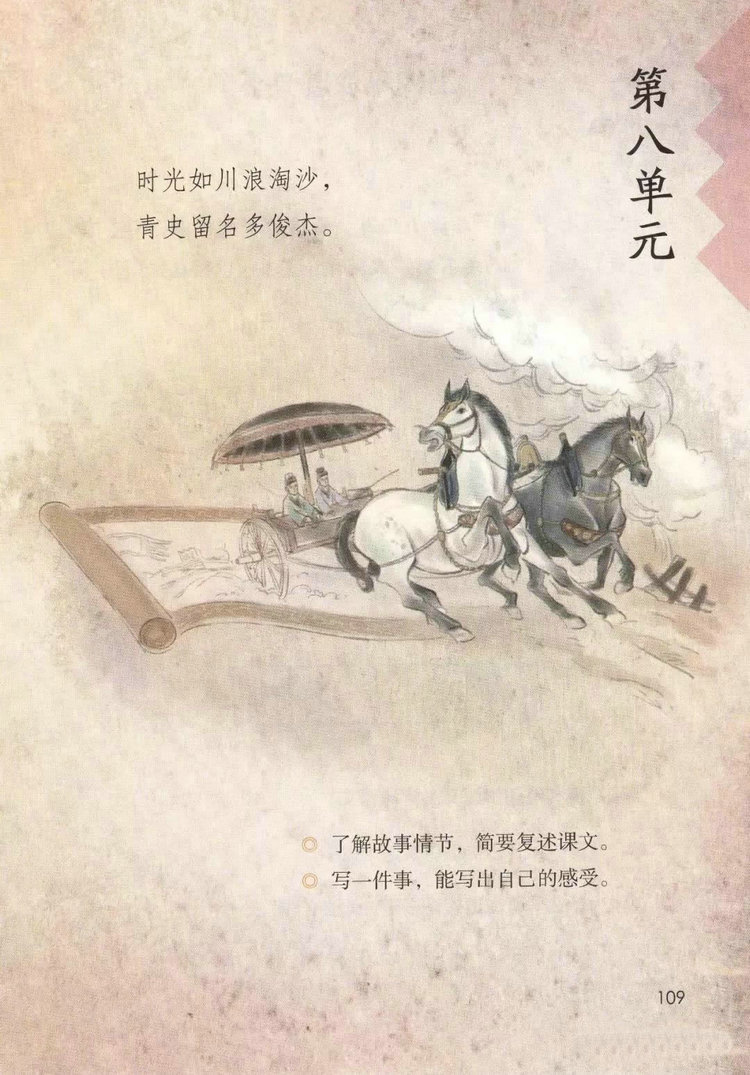 第八单元
时光如川浪淘沙，
青史留名多俊杰。
◎ 了解故事情节，简要复述课文。
◎ 写一件事，能写出自己的感受。
109